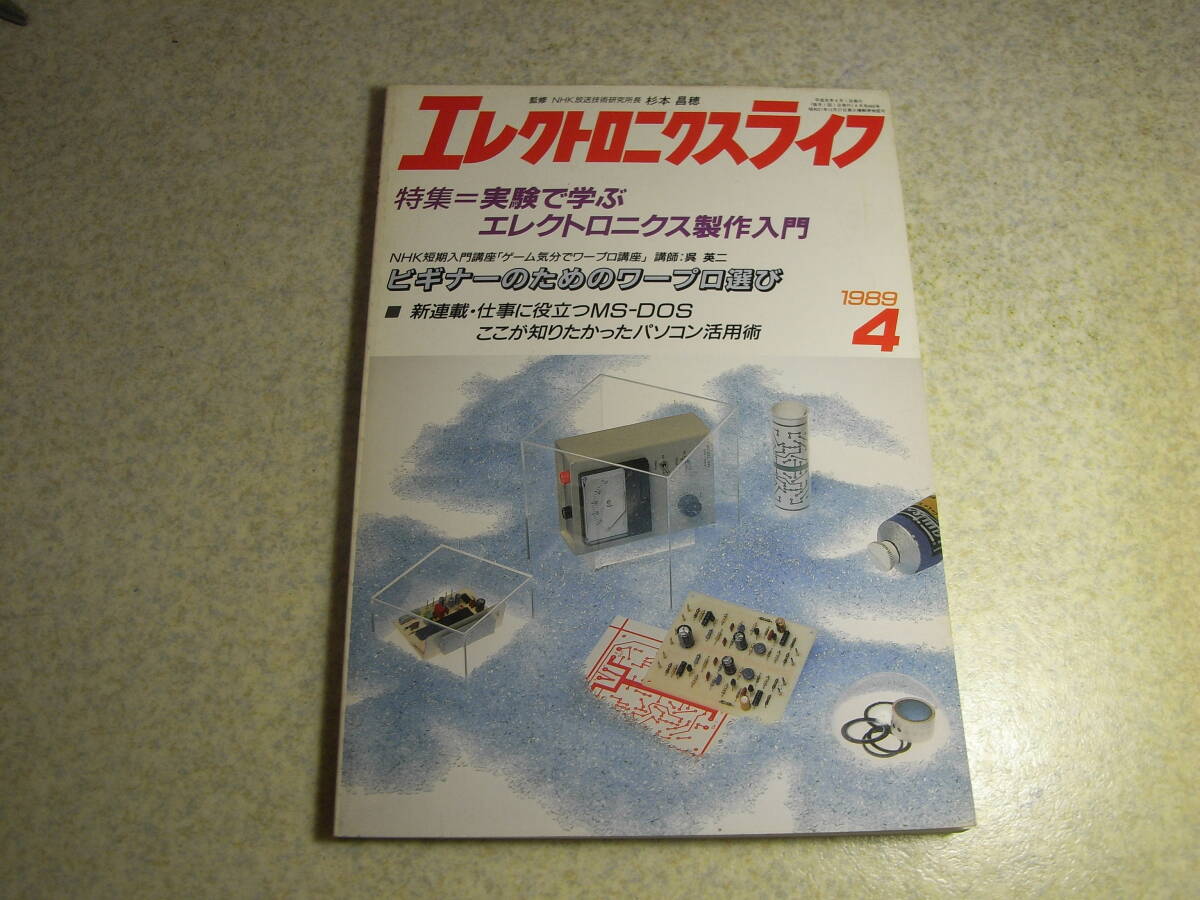 監修 NHK放送技術研究所長 杉本 昌穂
エレクトロニクスライフ
特集=実験で学ぶ
エレクトロニクス製作入門
NHK短期入門講座「ゲーム気分でワープロ講座」 講師:呉 英二
ビギナーのためのワープロ選び
1989
4
■ 新連載・仕事に役立つMS-DOS
ここが知りたかったパソコン活用術